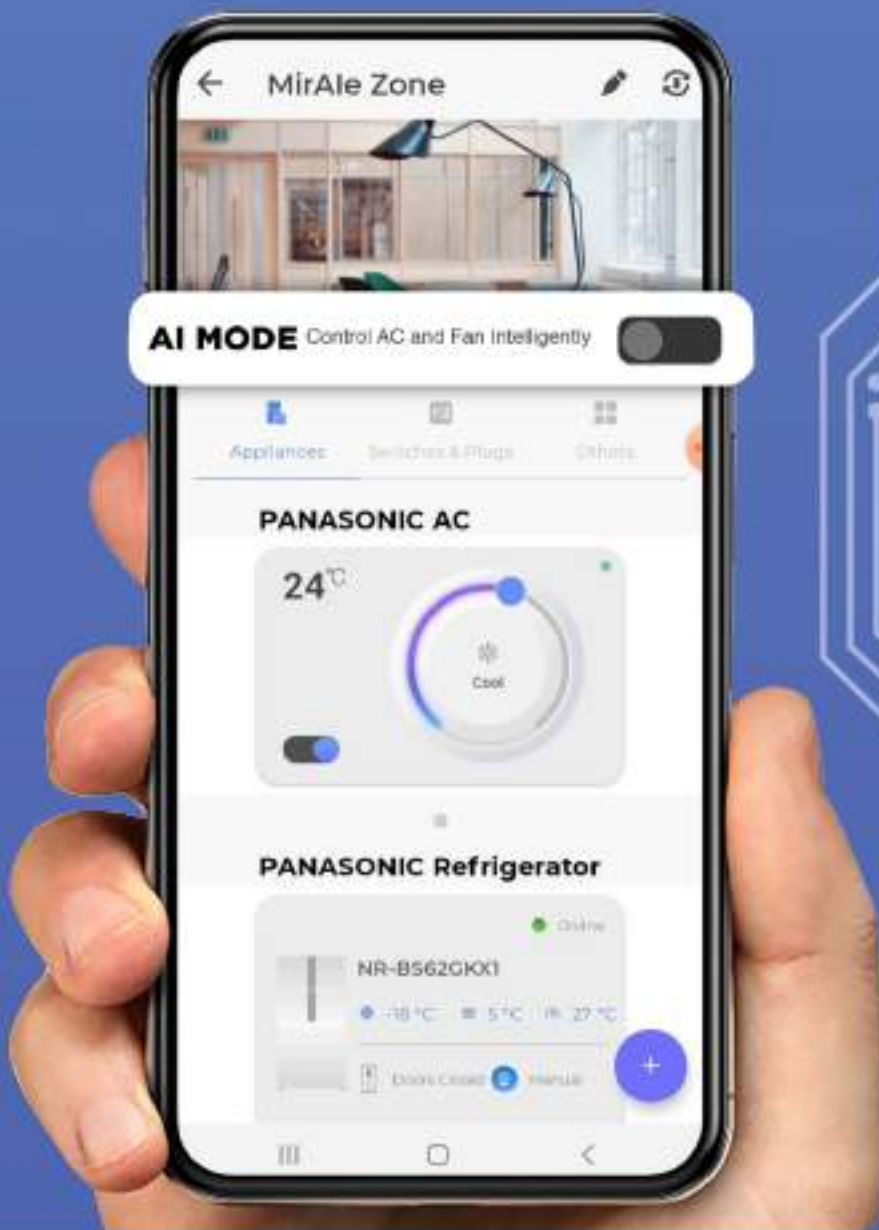 MirAIe Zone
AI MODE Control AC and Fan Intelligently
Appliances Switches & Plugs Others
PANASONIC AC
24°C
Cool
PANASONIC Refrigerator
Online
NR-BS62GKX1
-18 °C 5 °C 27 °C
Doors Closed Manual